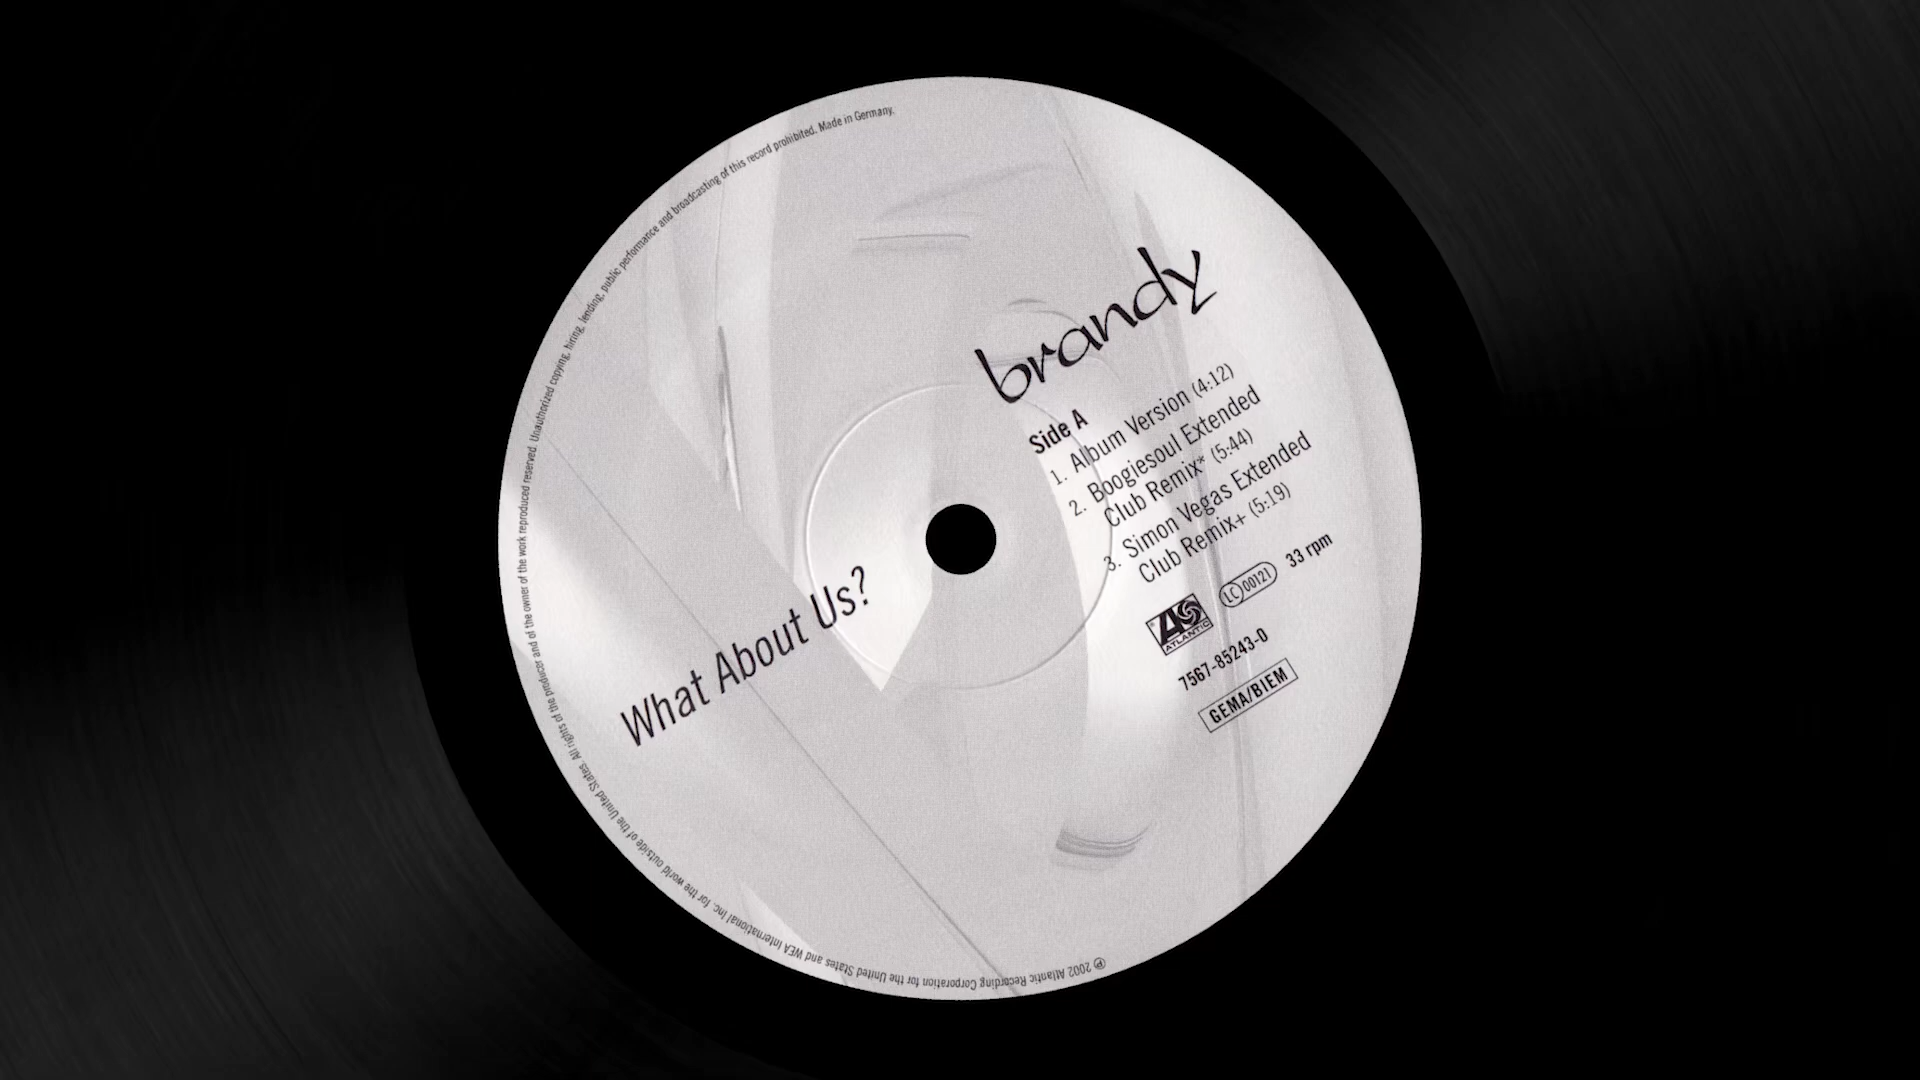 brandy
Side A
1. Album Version (4:12)
2. Boogiesoul Extended
Club Remix* (5:44)
3. Simon Vegas Extended
Club Remix+ (5:19)
What About Us?
LC 00121
33 rpm
ATLANTIC
7567-85243-0
GEMA/BIEM
℗ 2002 Atlantic Recording Corporation for the United States and WEA International Inc. for the world outside of the United States. All rights of the producer and of the owner of the work reproduced reserved. Unauthorized copying, hiring, lending, public performance and broadcasting of this record prohibited. Made in Germany.